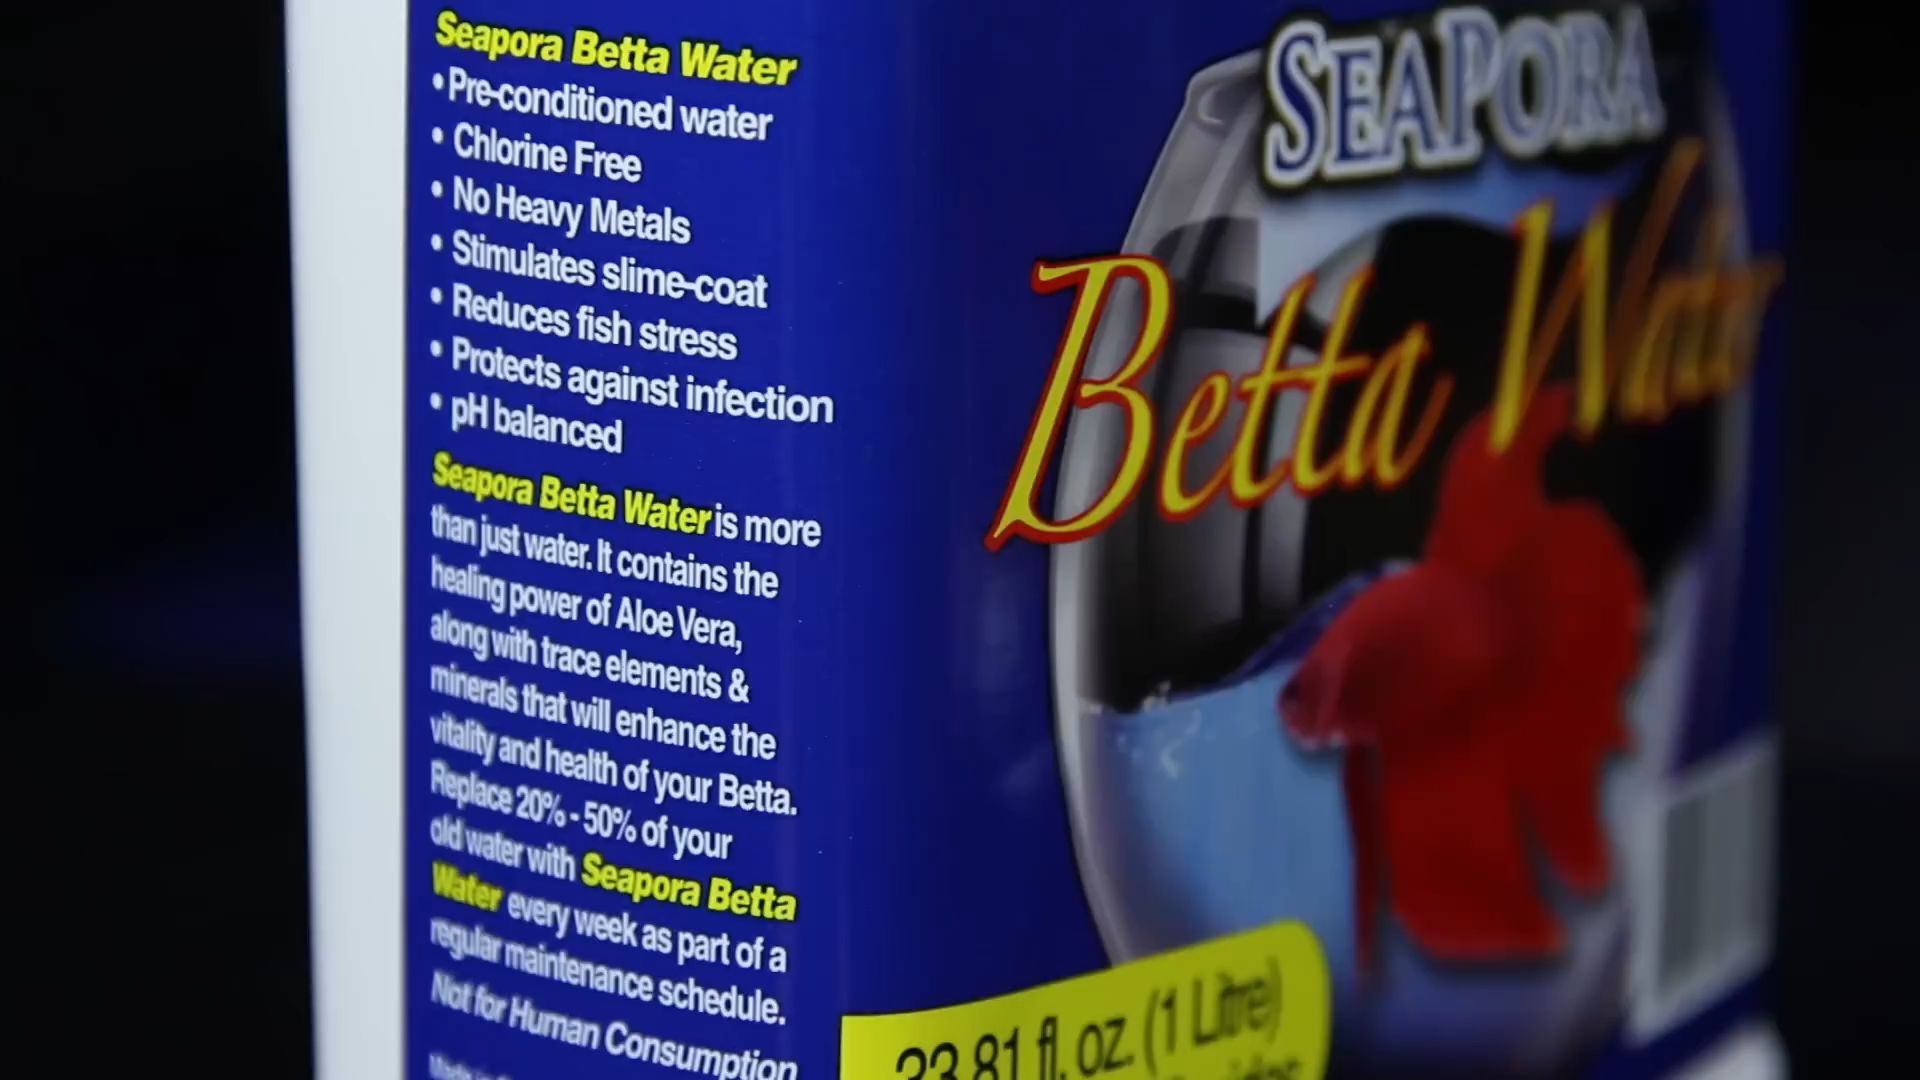 Seapora Betta Water
• Pre-conditioned water
• Chlorine Free
• No Heavy Metals
• Stimulates slime-coat
• Reduces fish stress
• Protects against infection
• pH balanced
Seapora Betta Water is more
than just water. It contains the
healing power of Aloe Vera,
along with trace elements &
minerals that will enhance the
vitality and health of your Betta.
Replace 20% - 50% of your
old water with Seapora Betta
Water every week as part of a
regular maintenance schedule.
Not for Human Consumption
SEAPORA
Betta Water
33.81 fl. oz. (1 Litre)